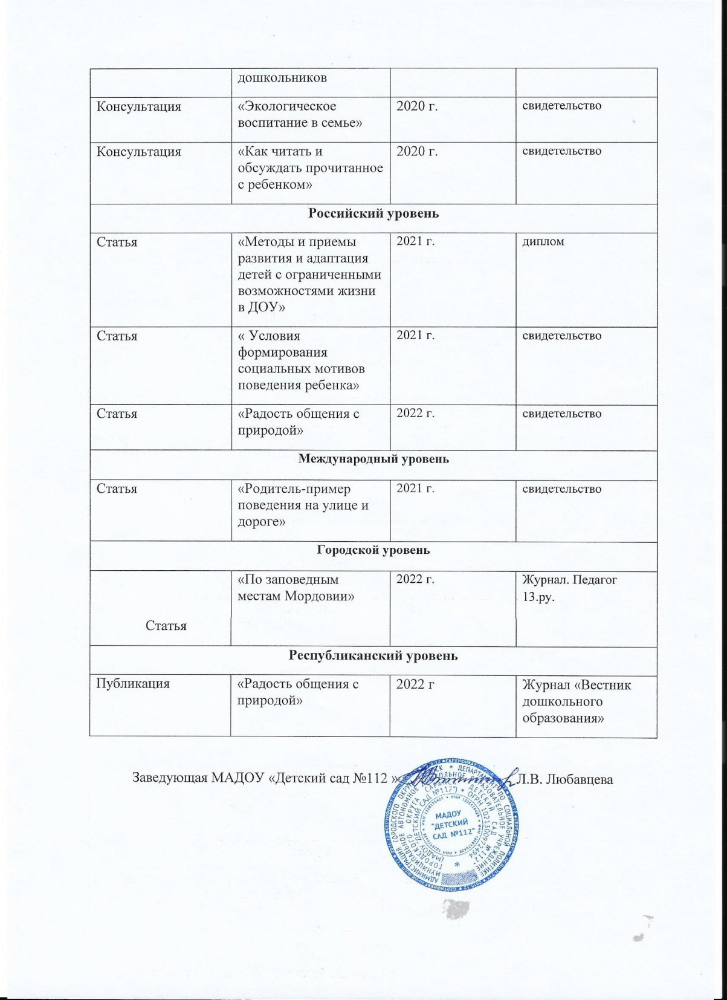 дошкольников
Консультация «Экологическое 2020 г. свидетельство
воспитание в семье»
Консультация «Как читать и 2020 г. свидетельство
обсуждать прочитанное
с ребенком»
Российский уровень
Статья «Методы и приемы 2021 г. диплом
развития и адаптация
детей с ограниченными
возможностями жизни
в ДОУ»
Статья « Условия 2021 г. свидетельство
формирования
социальных мотивов
поведения ребенка»
Статья «Радость общения с 2022 г. свидетельство
природой»
Международный уровень
Статья «Родитель-пример 2021 г. свидетельство
поведения на улице и
дороге»
Городской уровень
«По заповедным 2022 г. Журнал. Педагог
местам Мордовии» 13.ру.
Статья
Республиканский уровень
Публикация «Радость общения с 2022 г Журнал «Вестник
природой» дошкольного
образования»
Заведующая МАДОУ «Детский сад №112 » Л.В. Любавцева
МАДОУ
"ДЕТСКИЙ
САД №112"